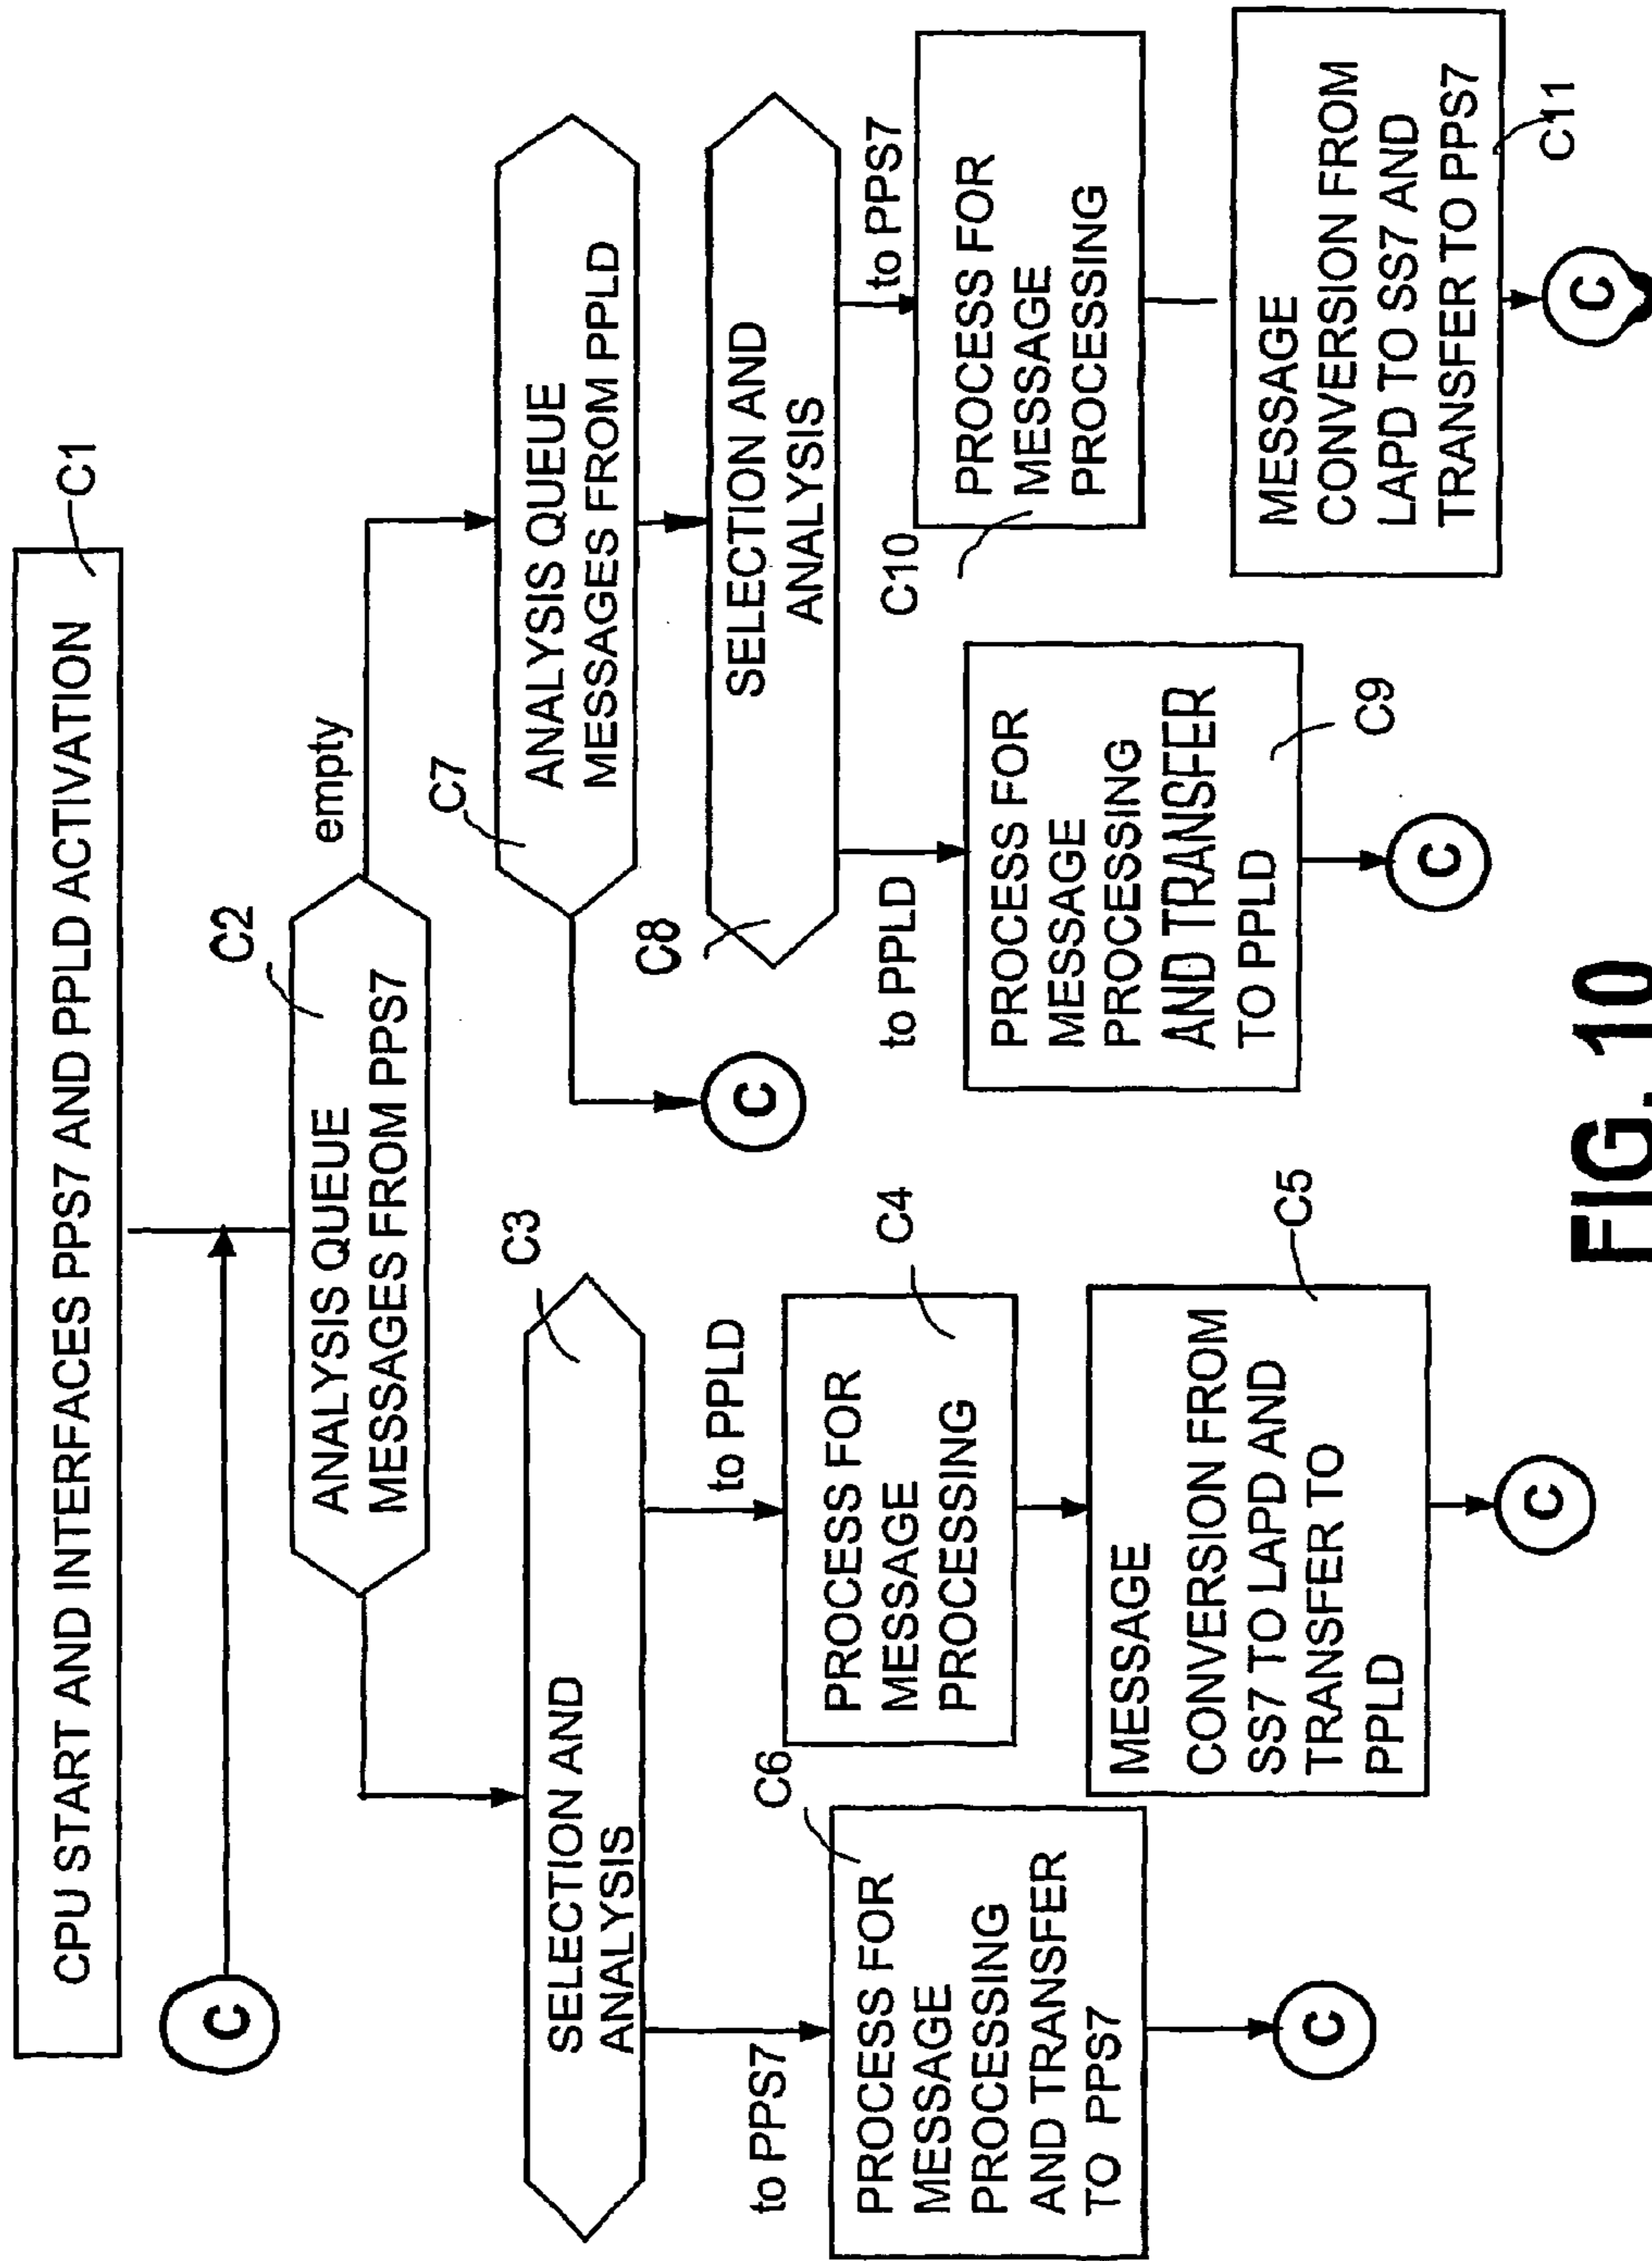 CPU START AND INTERFACES PPS7 AND PPLD ACTIVATION
C1
C
C2
ANALYSIS QUEUE
MESSAGES FROM PPS7
empty
C3
SELECTION AND
ANALYSIS
C7
ANALYSIS QUEUE
MESSAGES FROM PPLD
C
C8
SELECTION AND
ANALYSIS
to PPS7
to PPLD
to PPLD
to PPS7
C6
PROCESS FOR
MESSAGE
PROCESSING
AND TRANSFER
TO PPS7
C
C4
PROCESS FOR
MESSAGE
PROCESSING
C5
MESSAGE
CONVERSION FROM
SS7 TO LAPD AND
TRANSFER TO
PPLD
C
PROCESS FOR
MESSAGE
PROCESSING
AND TRANSFER
TO PPLD
C9
C
C10
PROCESS FOR
MESSAGE
PROCESSING
MESSAGE
CONVERSION FROM
LAPD TO SS7 AND
TRANSFER TO PPS7
C11
C
FIG. 10